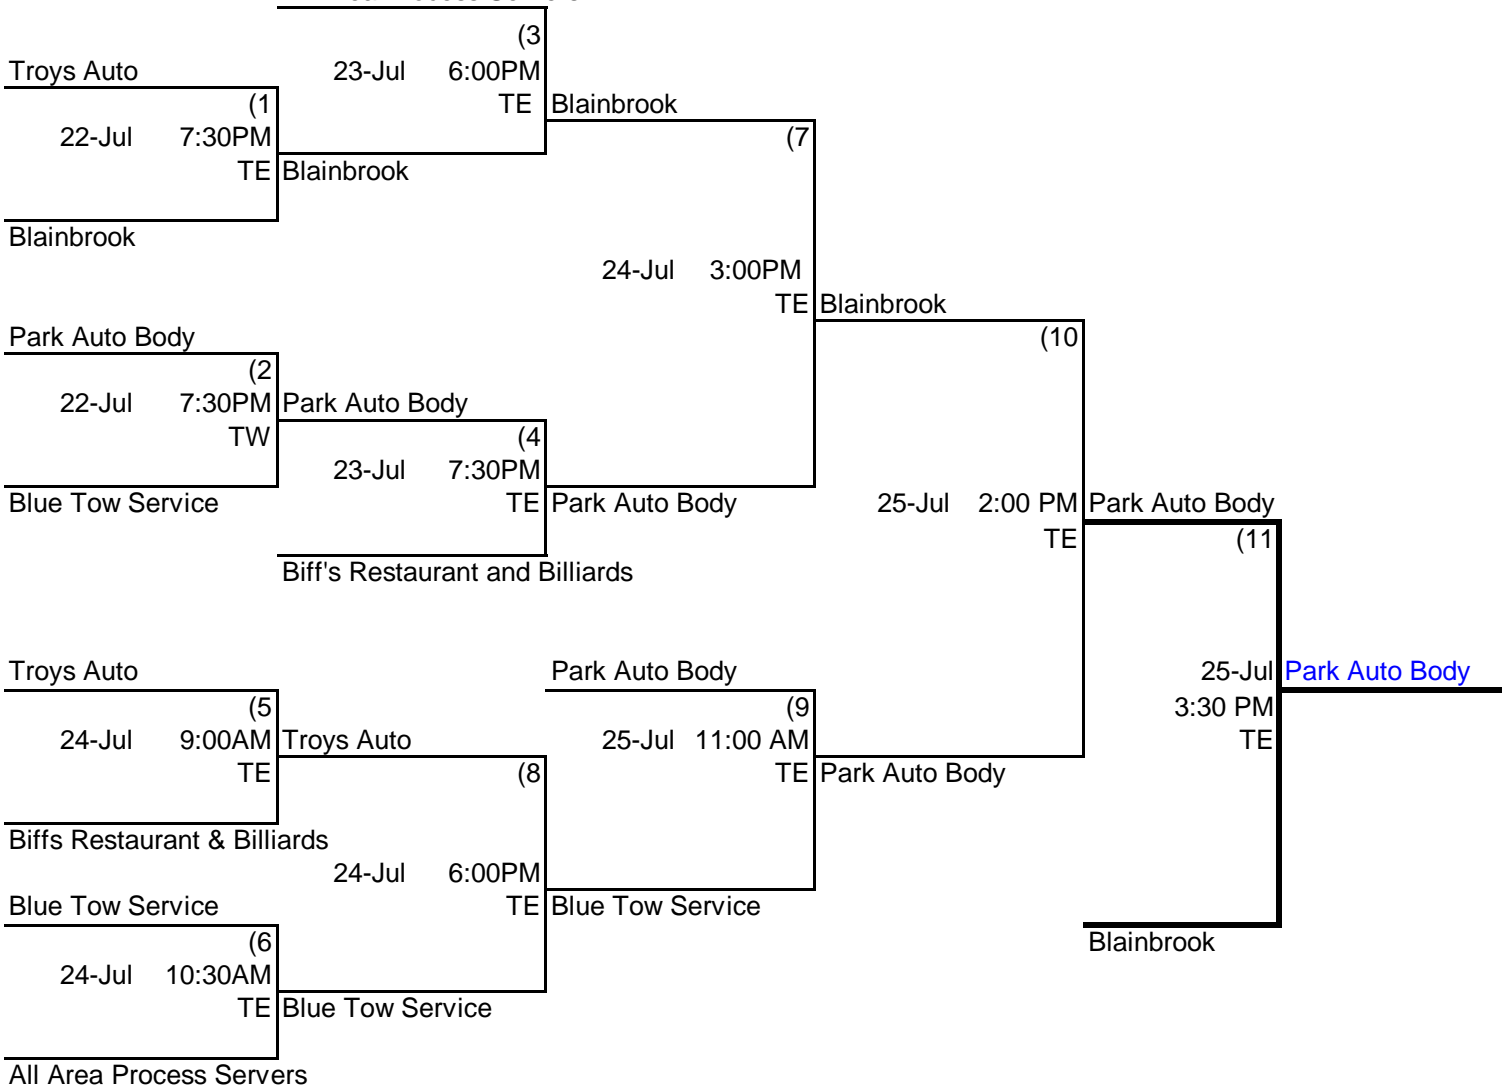 (3
Troys Auto 23-Jul 6:00PM
(1 TE Blainbrook
22-Jul 7:30PM (7
TE Blainbrook
Blainbrook
24-Jul 3:00PM
TE Blainbrook
Park Auto Body (10
(2
22-Jul 7:30PM Park Auto Body
TW (4
23-Jul 7:30PM
Blue Tow Service TE Park Auto Body 25-Jul 2:00 PM Park Auto Body
TE (11
Biff's Restaurant and Billiards
Troys Auto Park Auto Body 25-Jul Park Auto Body
(5 (9 3:30 PM
24-Jul 9:00AM Troys Auto 25-Jul 11:00 AM TE
TE (8 TE Park Auto Body
Biffs Restaurant & Billiards
24-Jul 6:00PM
Blue Tow Service TE Blue Tow Service
(6 Blainbrook
24-Jul 10:30AM
TE Blue Tow Service
All Area Process Servers